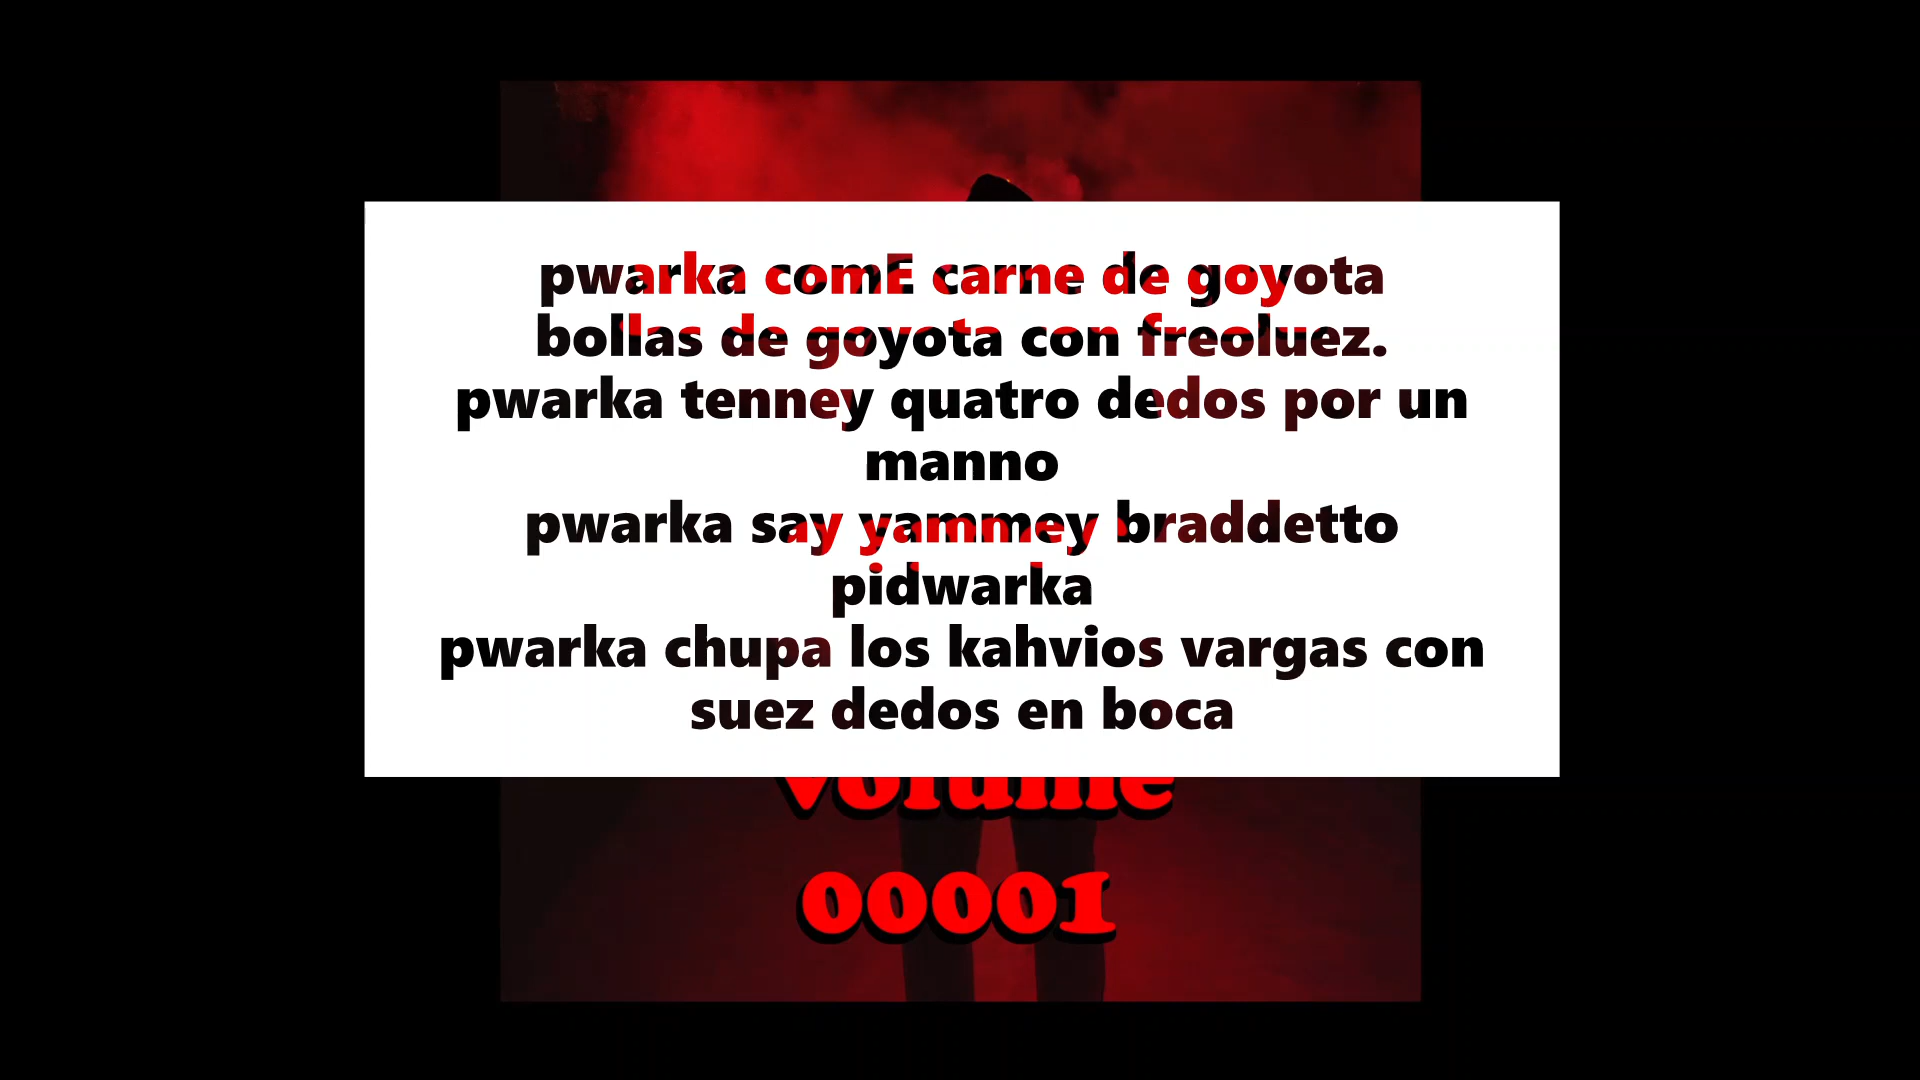 pwarka comE carne de goyota
bollas de goyota con freoluez.
pwarka tenney quatro dedos por un
manno
pwarka say yammey braddetto
pidwarka
pwarka chupa los kahvios vargas con
suez dedos en boca
volume
00001